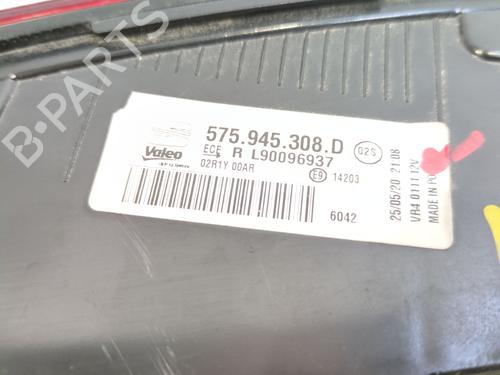 B-PARTS
575.945.308.D
Valeo
ECE R L90096937
02S
02R1Y 00AR
E9 14203
6042
25/05/20 21:08
VR4 0111 12V
MADE IN